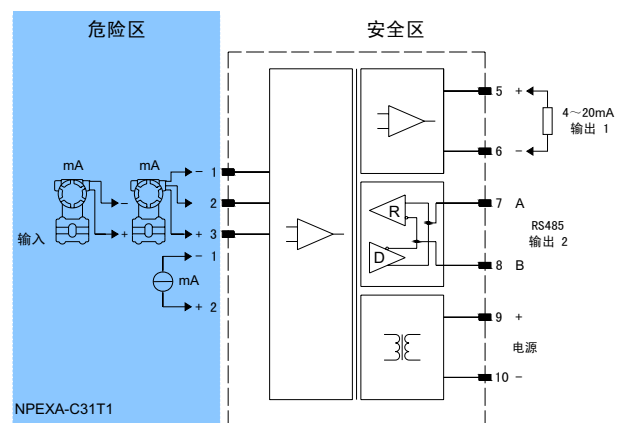 危险区
安全区
5 +
4～20mA
输出 1
6 -
mA
mA
- 1
- 2
+ + 3
输入
- 1
mA
+ 2
R
D
7 A
RS485
输出 2
8 B
9 +
电源
10 -
NPEXA-C31T1